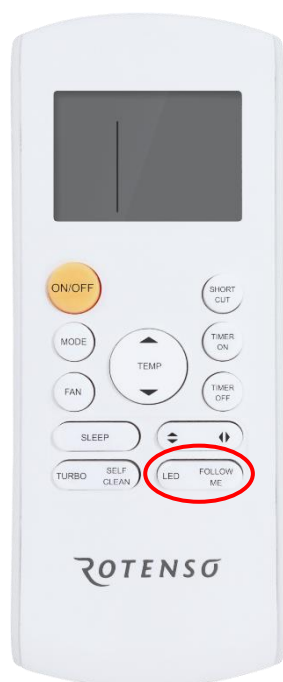 ON/OFF
SHORT
CUT
MODE
TIMER
ON
TEMP
FAN
TIMER
OFF
SLEEP
TURBO SELF
CLEAN
LED FOLLOW
ME
ROTENSO